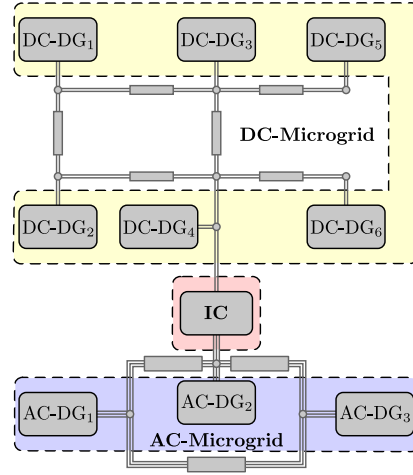 DC-DG₁ DC-DG₃ DC-DG₅
DC-Microgrid
DC-DG₂ DC-DG₄ DC-DG₆
IC
AC-DG₁ AC-DG₂ AC-DG₃
AC-Microgrid